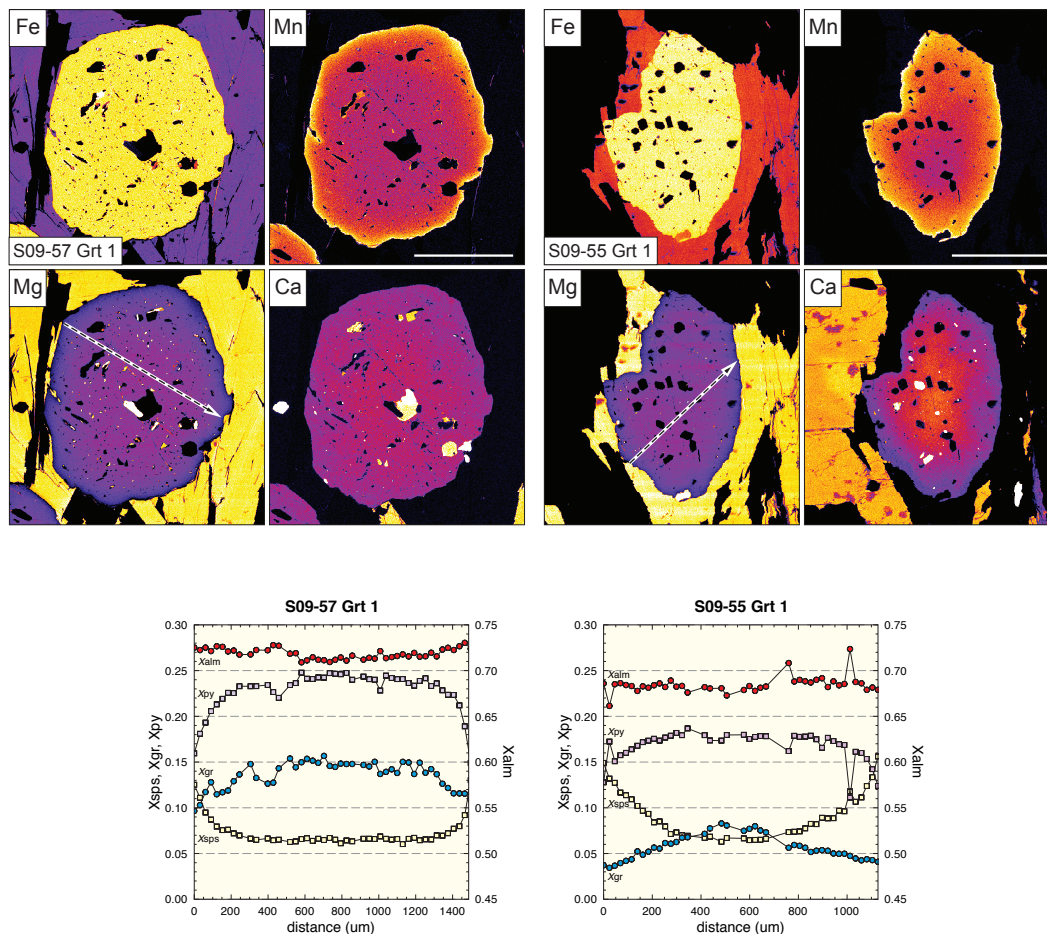 Fe
Mn
Fe
Mn
S09-57 Grt 1
S09-55 Grt 1
Mg
Ca
Mg
Ca
S09-57 Grt 1
0.30
0.25
0.20
0.15
0.10
0.05
0.00
Xsps, Xgr, Xpy
0.75
0.70
0.65
0.60
0.55
0.50
0.45
Xalm
Xalm
Xpy
Xgr
Xsps
0
200
400
600
800
1000
1200
1400
distance (um)
S09-55 Grt 1
0.30
0.25
0.20
0.15
0.10
0.05
0.00
Xsps, Xgr, Xpy
0.75
0.70
0.65
0.60
0.55
0.50
0.45
Xalm
Xalm
Xpy
Xsps
Xgr
0
200
400
600
800
1000
distance (um)